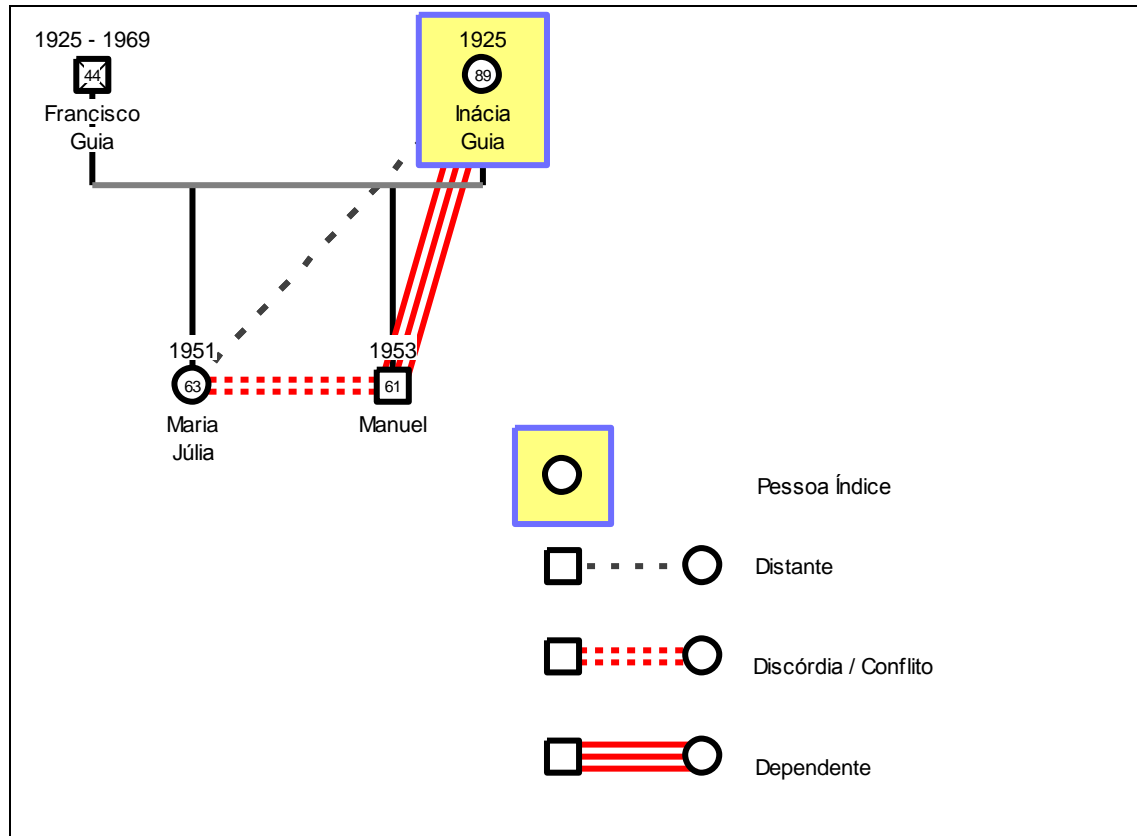 1925 - 1969
44
Francisco
Guia
1925
89
Inácia
Guia
1951
63
Maria
Júlia
1953
61
Manuel
Pessoa Índice
Distante
Discórdia / Conflito
Dependente